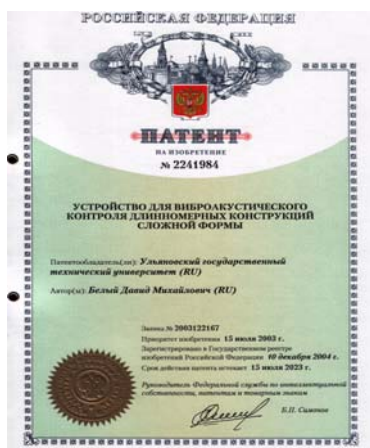 РОССИЙСКАЯ ФЕДЕРАЦИЯ
ПАТЕНТ
НА ИЗОБРЕТЕНИЕ
№ 2241984
УСТРОЙСТВО ДЛЯ ВИБРОАКУСТИЧЕСКОГО
КОНТРОЛЯ ДЛИННОМЕРНЫХ КОНСТРУКЦИЙ
СЛОЖНОЙ ФОРМЫ
Патентообладатель(ли): Ульяновский государственный
технический университет (RU)
Автор(ы): Белый Давид Михайлович (RU)
Заявка № 2003122167
Приоритет изобретения 15 июля 2003 г.
Зарегистрировано в Государственном реестре
изобретений Российской Федерации 10 декабря 2004 г.
Срок действия патента истекает 15 июля 2023 г.
Руководитель Федеральной службы по интеллектуальной
собственности, патентам и товарным знакам
Б.П. Симонов